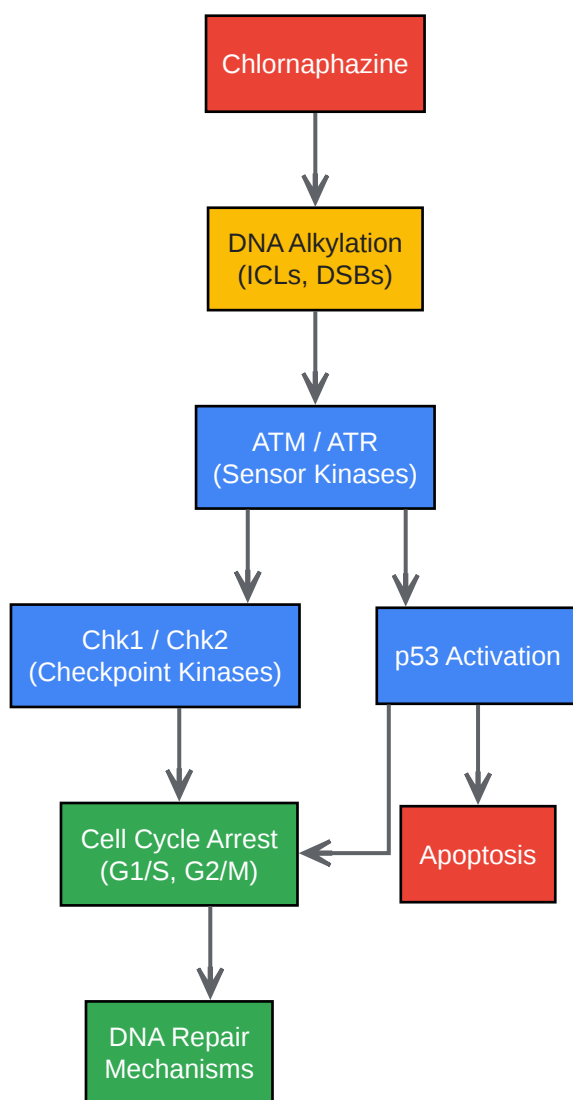 Chlornaphazine
DNA Alkylation
(ICLs, DSBs)
ATM / ATR
(Sensor Kinases)
Chk1 / Chk2
(Checkpoint Kinases)
p53 Activation
Cell Cycle Arrest
(G1/S, G2/M)
Apoptosis
DNA Repair
Mechanisms